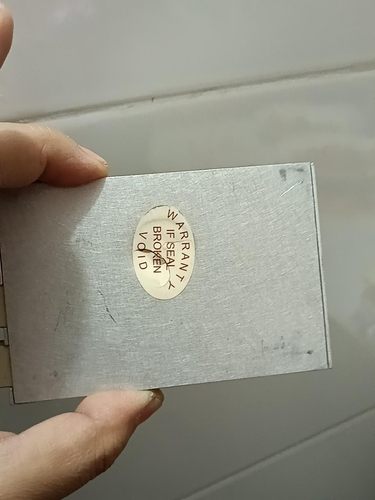 WARRANTY
IF SEAL
BROKEN
VOID